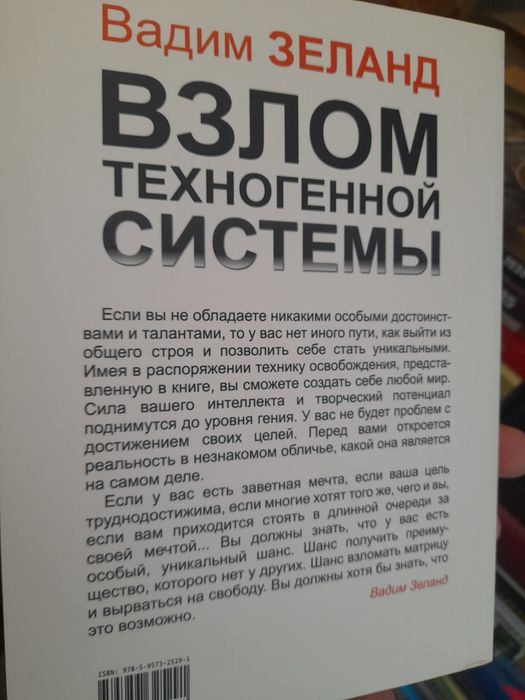 Вадим ЗЕЛАНД
ВЗЛОМ
ТЕХНОГЕННОЙ
СИСТЕМЫ
Если вы не обладаете никакими особыми достоинст-
вами и талантами, то у вас нет иного пути, как выйти из
общего строя и позволить себе стать уникальными.
Имея в распоряжении технику освобождения, предста-
вленную в книге, вы сможете создать себе любой мир.
Сила вашего интеллекта и творческий потенциал
поднимутся до уровня гения. У вас не будет проблем с
достижением своих целей. Перед вами откроется
реальность в незнакомом обличье, какой она является
на самом деле.
Если у вас есть заветная мечта, если ваша цель
труднодостижима, если многие хотят того же, чего и вы,
если вам приходится стоять в длинной очереди за
своей мечтой... Вы должны знать, что у вас есть
особый, уникальный шанс. Шанс получить преиму-
щество, которого нет у других. Шанс взломать матрицу
и вырваться на свободу. Вы должны хотя бы знать, что
это возможно.
Вадим Зеланд
ISBN: 978-5-9573-2529-1